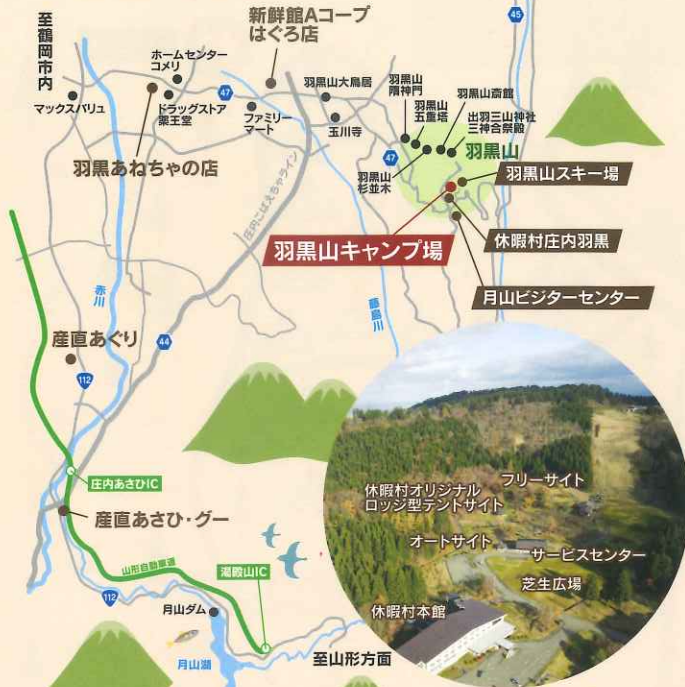 至鶴岡市内
新鮮館Aコープ
はぐろ店
45
ホームセンター
コメリ
マックスバリュ
ドラッグストア
薬王堂
47
ファミリー
マート
羽黒山大鳥居
玉川寺
羽黒山
随神門
羽黒山
五重塔
羽黒山斎館
出羽三山神社
三神合祭殿
羽黒山
47
羽黒山
杉並木
羽黒あねちゃの店
庄内こばえちゃライン
羽黒山スキー場
羽黒山キャンプ場
休暇村庄内羽黒
月山ビジターセンター
赤川
藤島川
産直あぐり
44
112
庄内あさひIC
産直あさひ・グー
山形自動車道
湯殿山IC
112
月山ダム
月山湖
至山形方面
フリーサイト
休暇村オリジナル
ロッジ型テントサイト
オートサイト
サービスセンター
芝生広場
休暇村本館